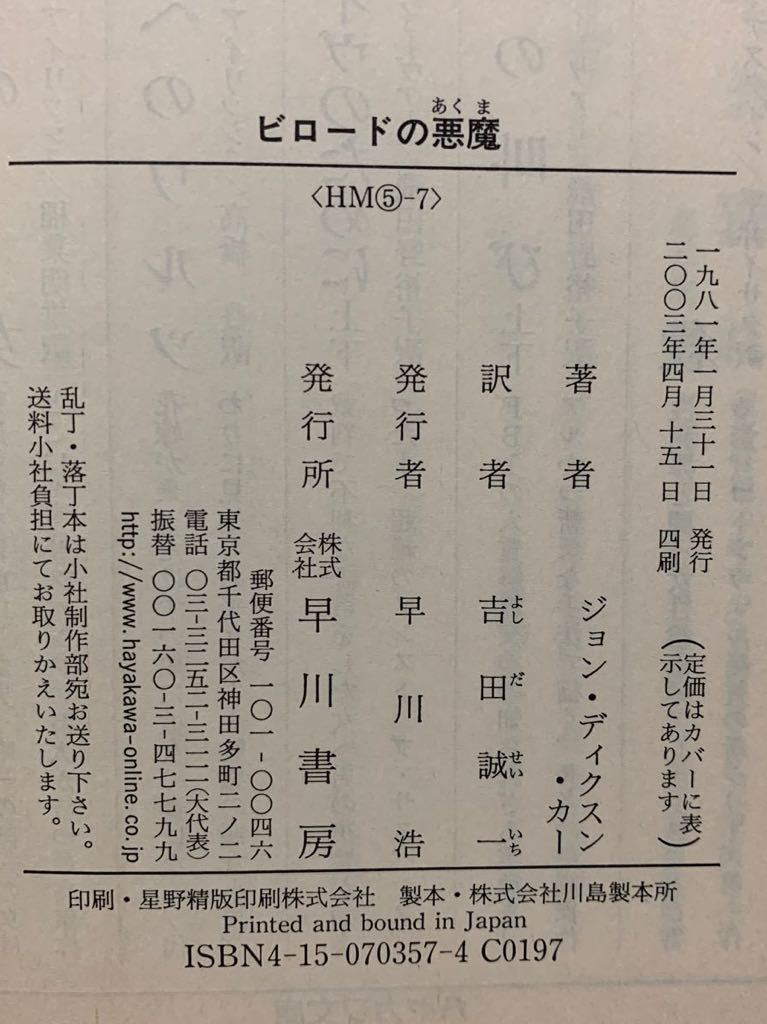 ビロードの悪魔
あくま
〈HM⑤-7〉
一九八一年一月三十一日 発行
二〇〇三年四月十五日 四刷
(定価はカバーに表
示してあります)
著者 ジョン・ディクスン
・カー
訳者 吉田誠一
よしだせいいち
発行者 早川浩
発行所 株式会社 早川書房
郵便番号 一〇一-〇〇四六
東京都千代田区神田多町二ノ二
電話 〇三-三二五二-三一一一(大代表)
振替 〇〇一六〇-三-四七七九九
http://www.hayakawa-online.co.jp
乱丁・落丁本は小社制作部宛お送り下さい。
送料小社負担にてお取りかえいたします。
印刷・星野精版印刷株式会社 製本・株式会社川島製本所
Printed and bound in Japan
ISBN4-15-070357-4 C0197